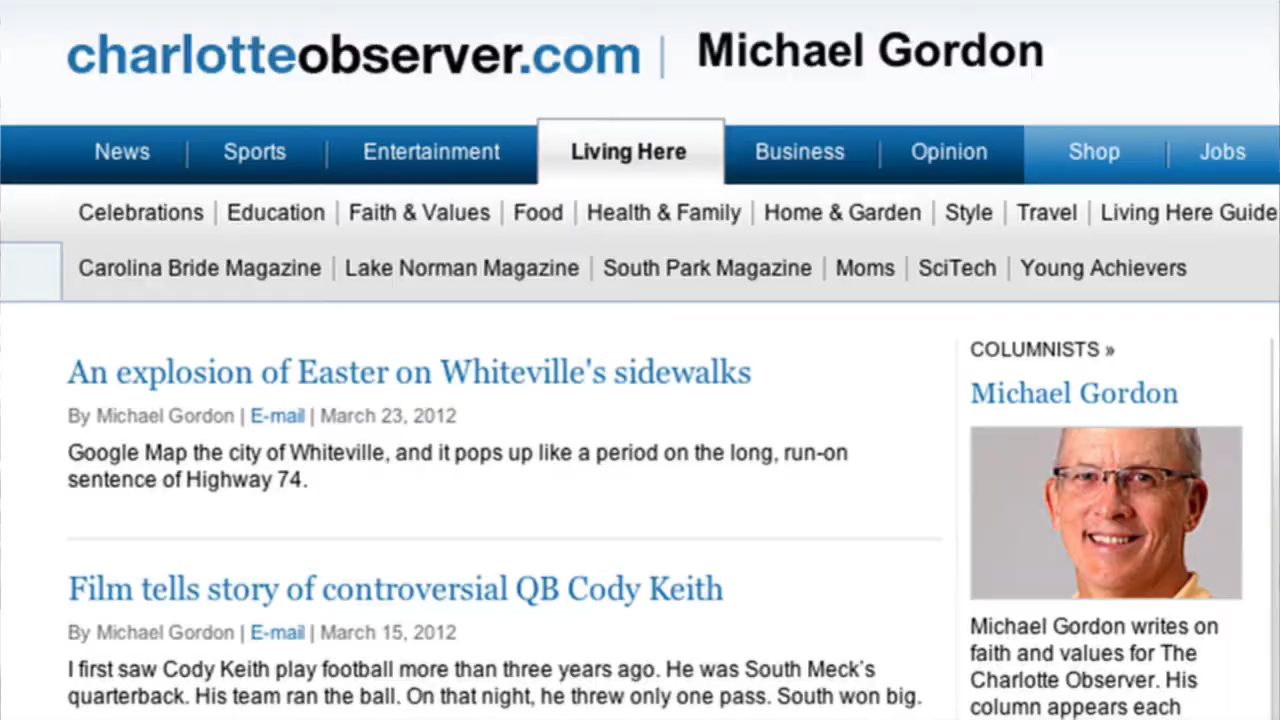 charlotteobserver.com | Michael Gordon
News | Sports | Entertainment Living Here Business | Opinion Shop | Jobs
Celebrations | Education | Faith & Values | Food | Health & Family | Home & Garden | Style | Travel | Living Here Guide
Carolina Bride Magazine | Lake Norman Magazine | South Park Magazine | Moms | SciTech | Young Achievers
An explosion of Easter on Whiteville's sidewalks
By Michael Gordon | E-mail | March 23, 2012
Google Map the city of Whiteville, and it pops up like a period on the long, run-on
sentence of Highway 74.
Film tells story of controversial QB Cody Keith
By Michael Gordon | E-mail | March 15, 2012
I first saw Cody Keith play football more than three years ago. He was South Meck's
quarterback. His team ran the ball. On that night, he threw only one pass. South won big.
COLUMNISTS »
Michael Gordon
Michael Gordon writes on
faith and values for The
Charlotte Observer. His
column appears each